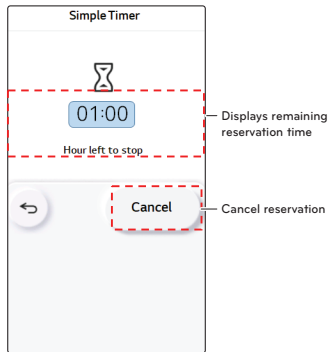 Simple Timer
01:00
Hour left to stop
Displays remaining
reservation time
Cancel
Cancel reservation